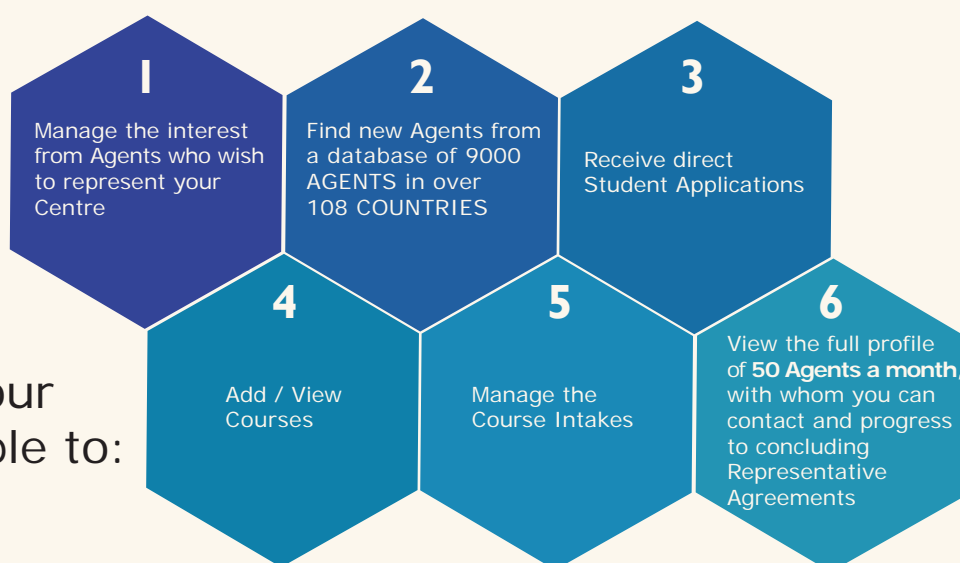 1
Manage the interest
from Agents who wish
to represent your
Centre
2
Find new Agents from
a database of 9000
AGENTS in over
108 COUNTRIES
3
Receive direct
Student Applications
our
ble to:
4
Add / View
Courses
5
Manage the
Course Intakes
6
View the full profile
of 50 Agents a month,
with whom you can
contact and progress
to concluding
Representative
Agreements